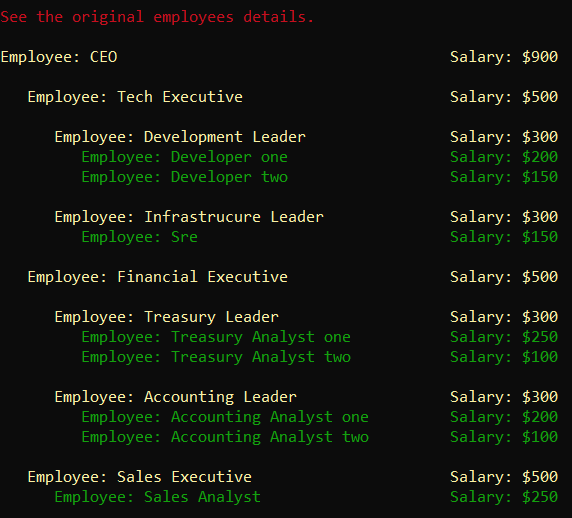 See the original employees details.
Employee: CEO Salary: $900
Employee: Tech Executive Salary: $500
Employee: Development Leader Salary: $300
Employee: Developer one Salary: $200
Employee: Developer two Salary: $150
Employee: Infrastrucure Leader Salary: $300
Employee: Sre Salary: $150
Employee: Financial Executive Salary: $500
Employee: Treasury Leader Salary: $300
Employee: Treasury Analyst one Salary: $250
Employee: Treasury Analyst two Salary: $100
Employee: Accounting Leader Salary: $300
Employee: Accounting Analyst one Salary: $200
Employee: Accounting Analyst two Salary: $100
Employee: Sales Executive Salary: $500
Employee: Sales Analyst Salary: $250